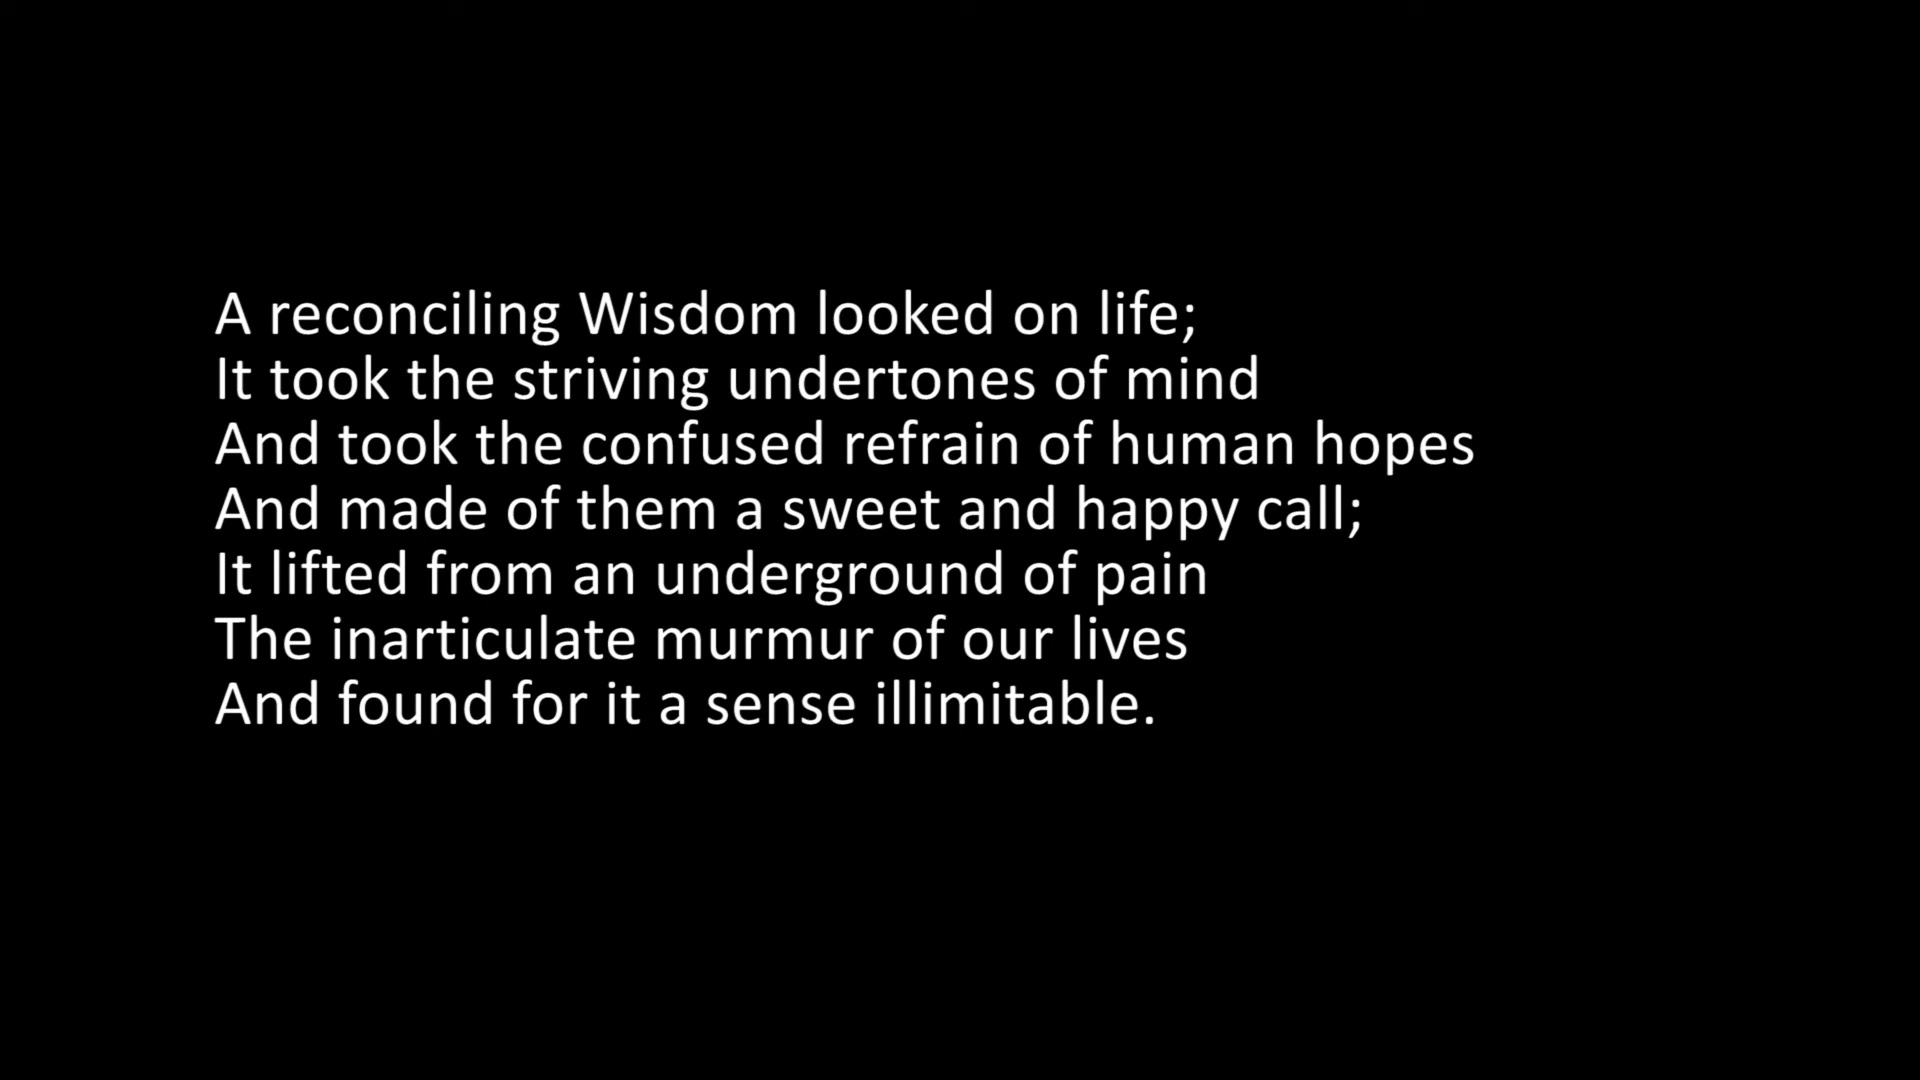 A reconciling Wisdom looked on life;
It took the striving undertones of mind
And took the confused refrain of human hopes
And made of them a sweet and happy call;
It lifted from an underground of pain
The inarticulate murmur of our lives
And found for it a sense illimitable.